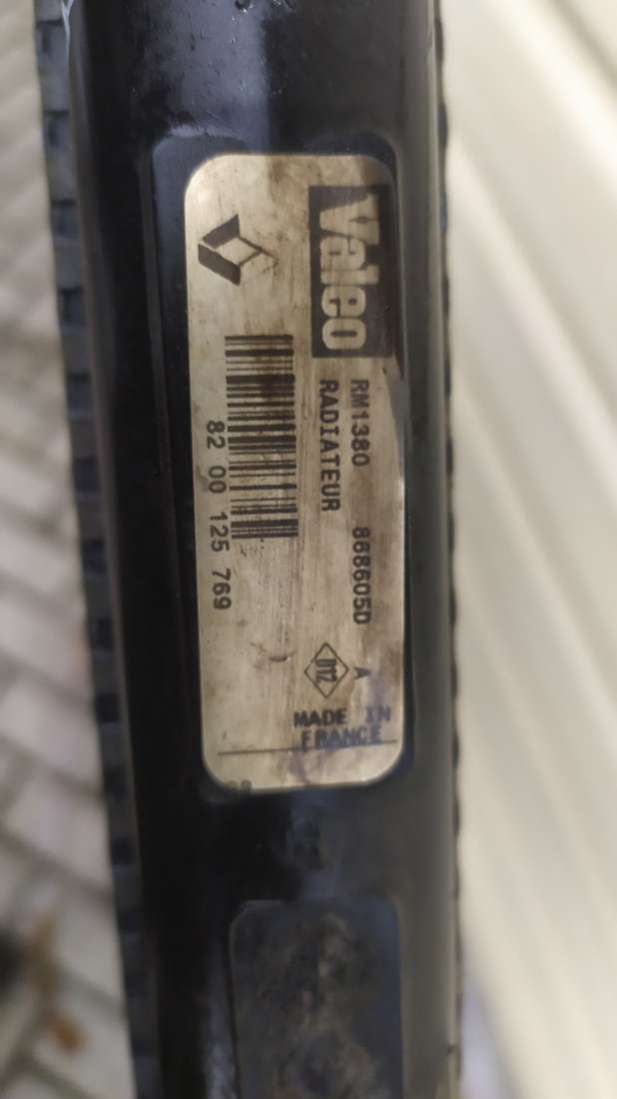 Valeo
RM1380 868605D A
RADIATEUR
82 00 125 769
MADE IN
FRANCE